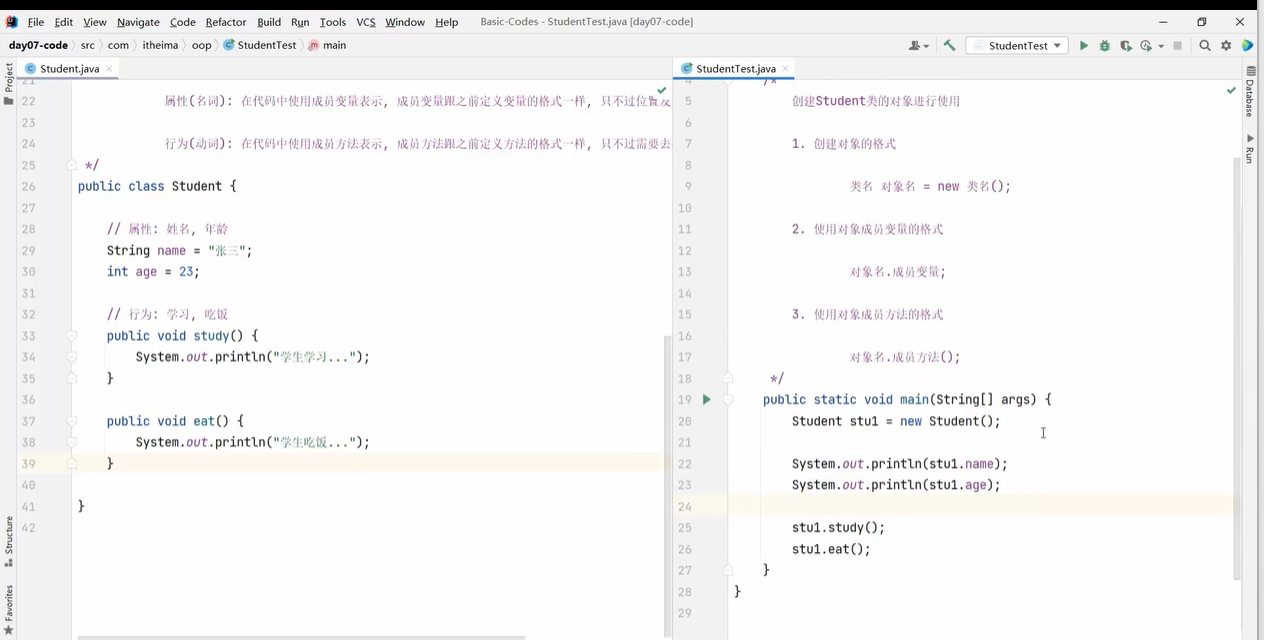 File Edit View Navigate Code Refactor Build Run Tools VCS Window Help Basic-Codes - StudentTest.java [day07-code]
day07-code src com itheima oop StudentTest main StudentTest
Project
Student.java
22 属性(名词): 在代码中使用成员变量表示, 成员变量跟之前定义变量的格式一样, 只不过位置发
23
24 行为(动词): 在代码中使用成员方法表示, 成员方法跟之前定义方法的格式一样, 只不过需要去
25 */
26 public class Student {
27
28 // 属性: 姓名, 年龄
29 String name = "张三";
30 int age = 23;
31
32 // 行为: 学习, 吃饭
33 public void study() {
34 System.out.println("学生学习...");
35 }
36
37 public void eat() {
38 System.out.println("学生吃饭...");
39 }
40
41 }
42
Structure
Favorites
StudentTest.java
/*
5 创建Student类的对象进行使用
6
7 1. 创建对象的格式
8
9 类名 对象名 = new 类名();
10
11 2. 使用对象成员变量的格式
12
13 对象名.成员变量;
14
15 3. 使用对象成员方法的格式
16
17 对象名.成员方法();
18 */
19 public static void main(String[] args) {
20 Student stu1 = new Student();
21
22 System.out.println(stu1.name);
23 System.out.println(stu1.age);
24
25 stu1.study();
26 stu1.eat();
27 }
28 }
29
Database
Run